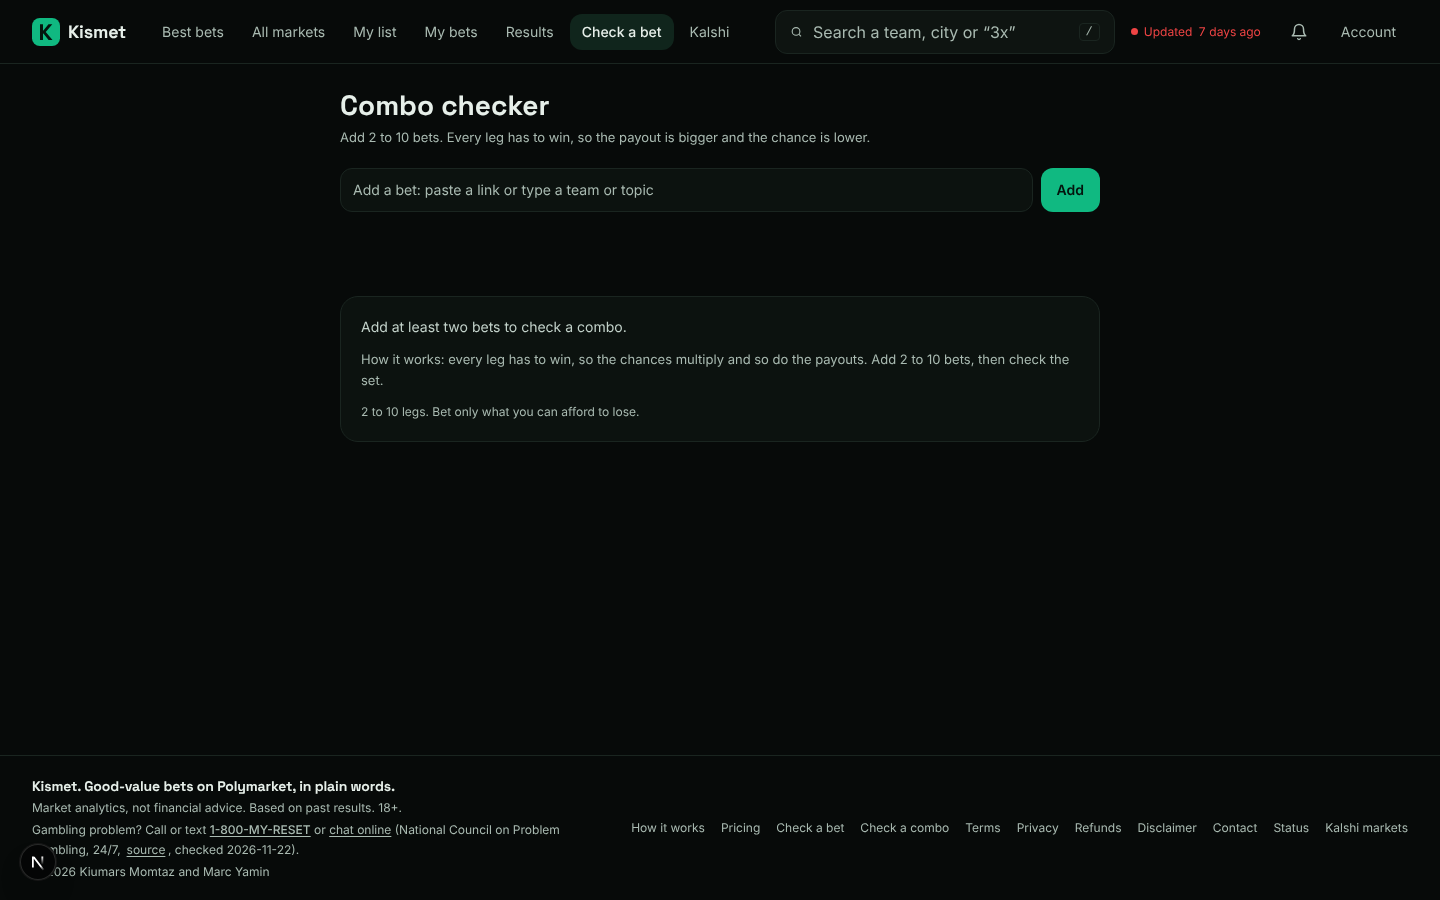 K Kismet Best bets All markets My list My bets Results Check a bet Kalshi Search a team, city or “3x” / Updated 7 days ago Account
Combo checker
Add 2 to 10 bets. Every leg has to win, so the payout is bigger and the chance is lower.
Add a bet: paste a link or type a team or topic Add
Add at least two bets to check a combo.
How it works: every leg has to win, so the chances multiply and so do the payouts. Add 2 to 10 bets, then check the
set.
2 to 10 legs. Bet only what you can afford to lose.
Kismet. Good-value bets on Polymarket, in plain words.
Market analytics, not financial advice. Based on past results. 18+.
Gambling problem? Call or text 1-800-MY-RESET or chat online (National Council on Problem
mbling, 24/7, source , checked 2026-11-22).
N
026 Kiumars Momtaz and Marc Yamin
How it works Pricing Check a bet Check a combo Terms Privacy Refunds Disclaimer Contact Status Kalshi markets